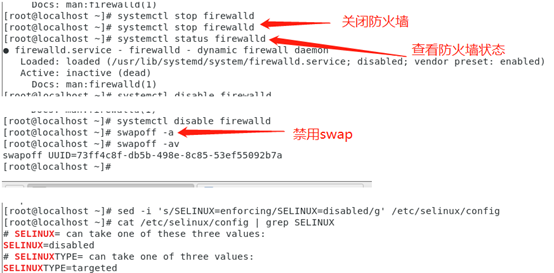 Docs: man:firewalld(1)
[root@localhost ~]# systemctl stop firewalld
[root@localhost ~]# systemctl stop firewalld
关闭防火墙
[root@localhost ~]# systemctl status firewalld
查看防火墙状态
● firewalld.service - firewalld - dynamic firewall daemon
Loaded: loaded (/usr/lib/systemd/system/firewalld.service; disabled; vendor preset: enabled)
Active: inactive (dead)
Docs: man:firewalld(1)
[root@localhost ~]# systemctl disable firewalld
Docs: man:firewalld(1)
[root@localhost ~]# systemctl disable firewalld
[root@localhost ~]# swapoff -a
禁用swap
[root@localhost ~]# swapoff -av
swapoff UUID=73ff4c8f-db5b-498e-8c85-53ef55092b7a
[root@localhost ~]#
[root@localhost ~]# sed -i 's/SELINUX=enforcing/SELINUX=disabled/g' /etc/selinux/config
[root@localhost ~]# cat /etc/selinux/config | grep SELINUX
# SELINUX= can take one of these three values:
SELINUX=disabled
# SELINUXTYPE= can take one of three values:
SELINUXTYPE=targeted